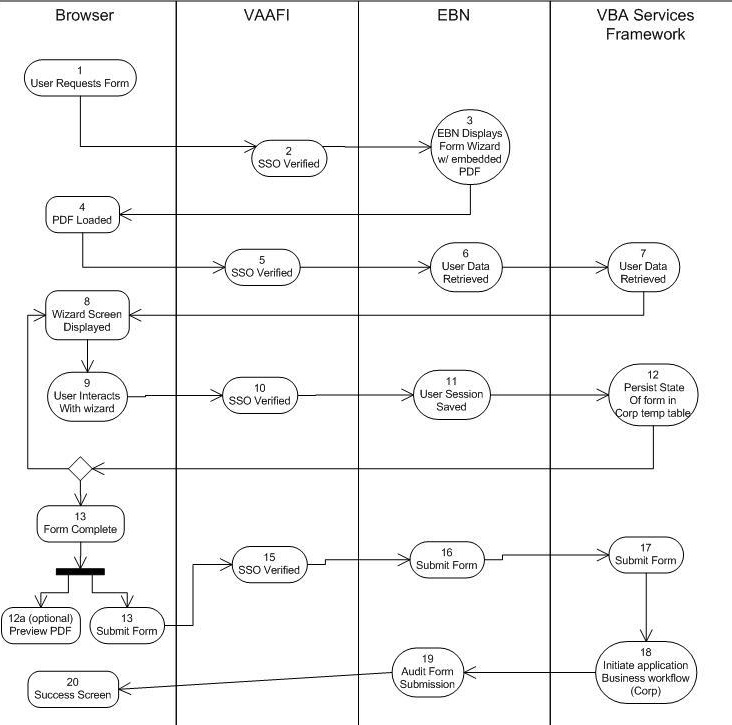 Browser
VAAFI
EBN
VBA Services
Framework
1
User Requests Form
2
SSO Verified
3
EBN Displays
Form Wizard
w/ embedded
PDF
4
PDF Loaded
5
SSO Verified
6
User Data
Retrieved
7
User Data
Retrieved
8
Wizard Screen
Displayed
9
User Interacts
With wizard
10
SSO Verified
11
User Session
Saved
12
Persist State
Of form in
Corp temp table
13
Form Complete
12a (optional)
Preview PDF
13
Submit Form
15
SSO Verified
16
Submit Form
17
Submit Form
18
Initiate application
Business workflow
(Corp)
19
Audit Form
Submission
20
Success Screen